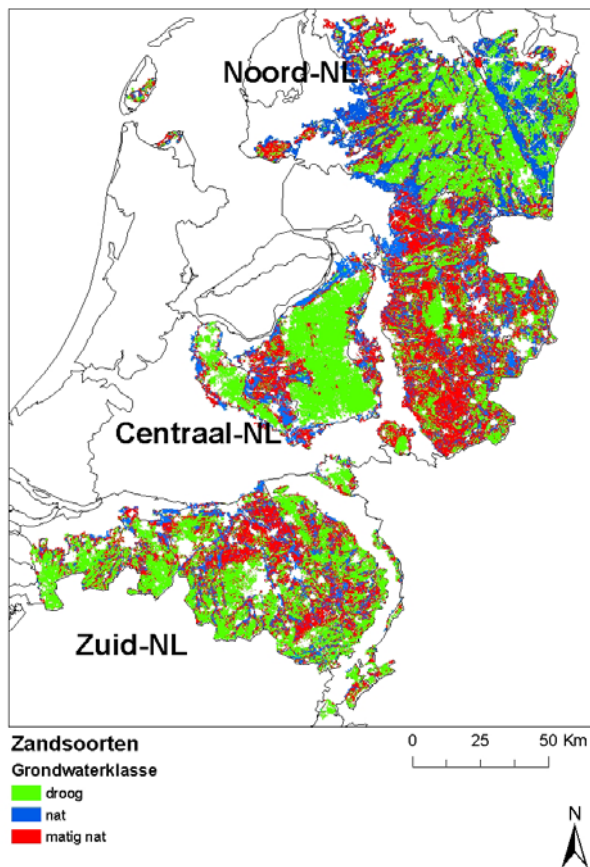 Noord-NL
Centraal-NL
Zuid-NL
Zandsoorten
Grondwaterklasse
droog
nat
matig nat
0 25 50 Km
N